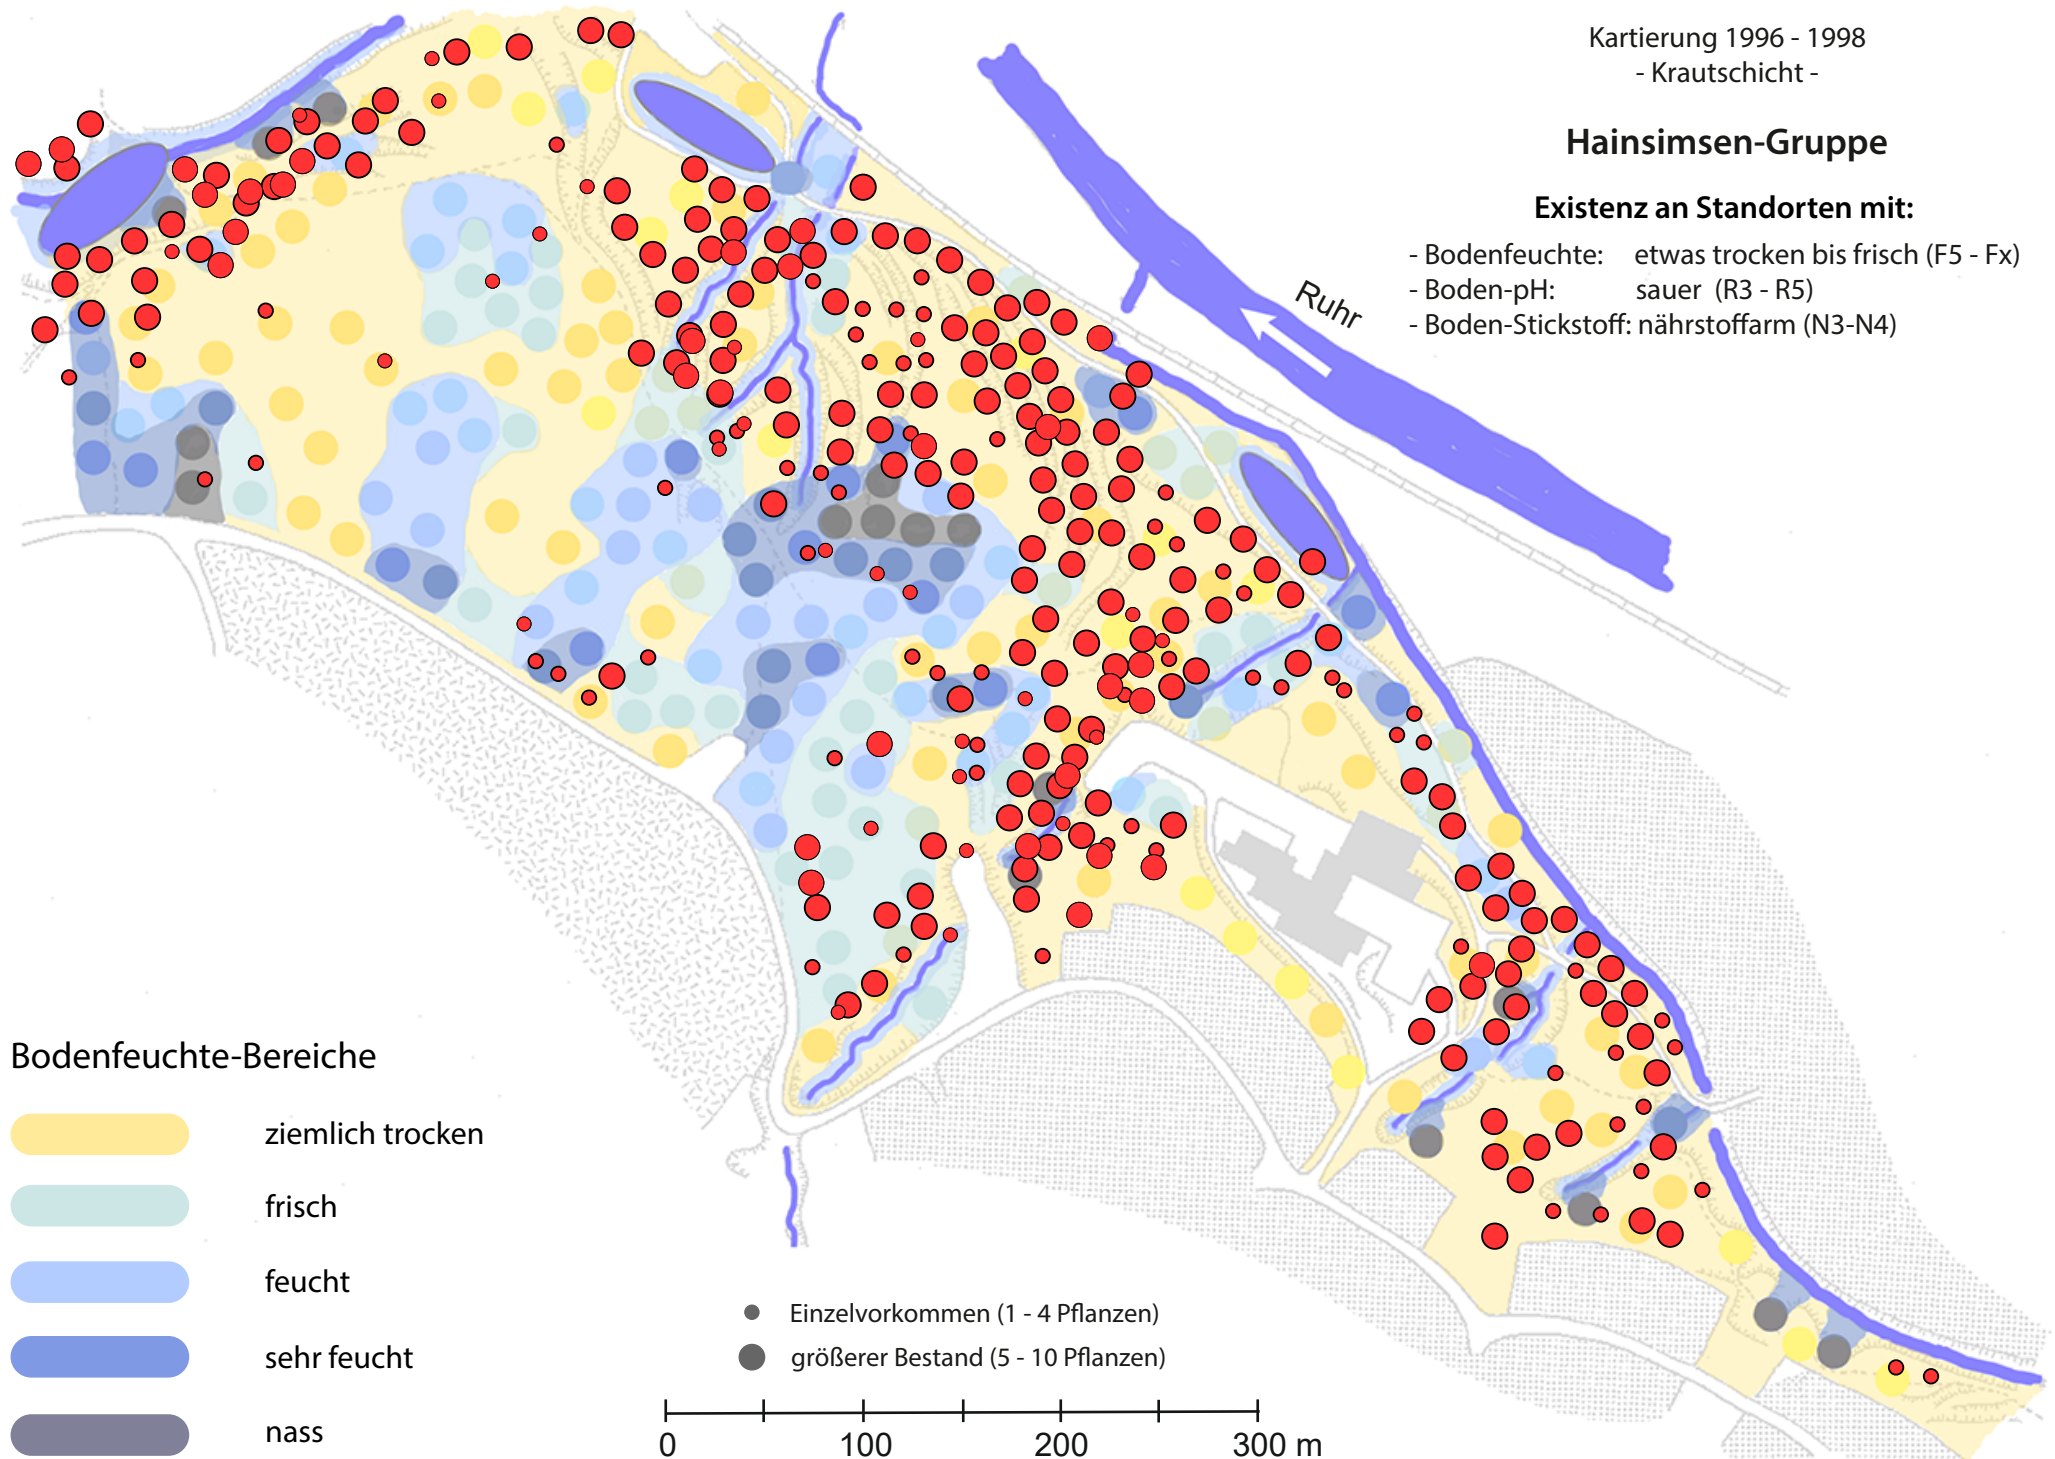 Kartierung 1996 - 1998
- Krautschicht -
Hainsimsen-Gruppe
Existenz an Standorten mit:
- Bodenfeuchte: etwas trocken bis frisch (F5 - Fx)
- Boden-pH: sauer (R3 - R5)
- Boden-Stickstoff: nährstoffarm (N3-N4)
Ruhr
Bodenfeuchte-Bereiche
ziemlich trocken
frisch
feucht
sehr feucht
nass
Einzelvorkommen (1 - 4 Pflanzen)
größerer Bestand (5 - 10 Pflanzen)
0 100 200 300 m